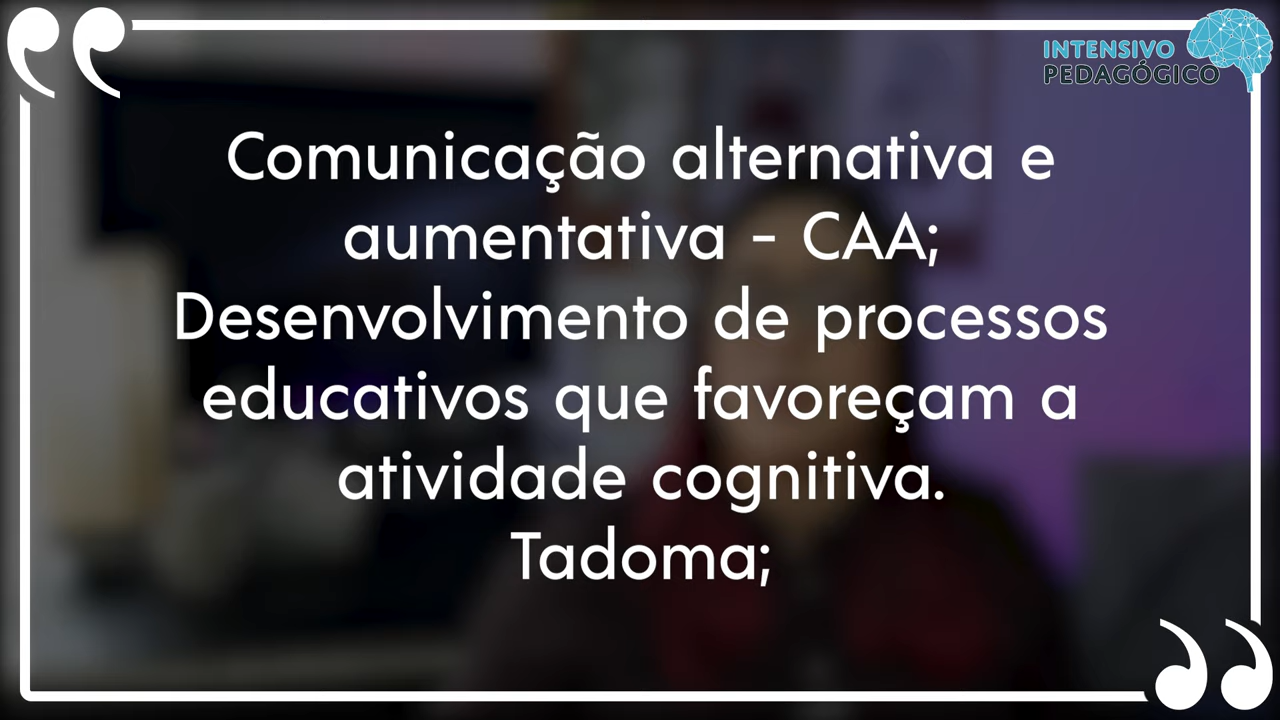 INTENSIVO
PEDAGÓGICO
Comunicação alternativa e
aumentativa - CAA;
Desenvolvimento de processos
educativos que favoreçam a
atividade cognitiva.
Tadoma;